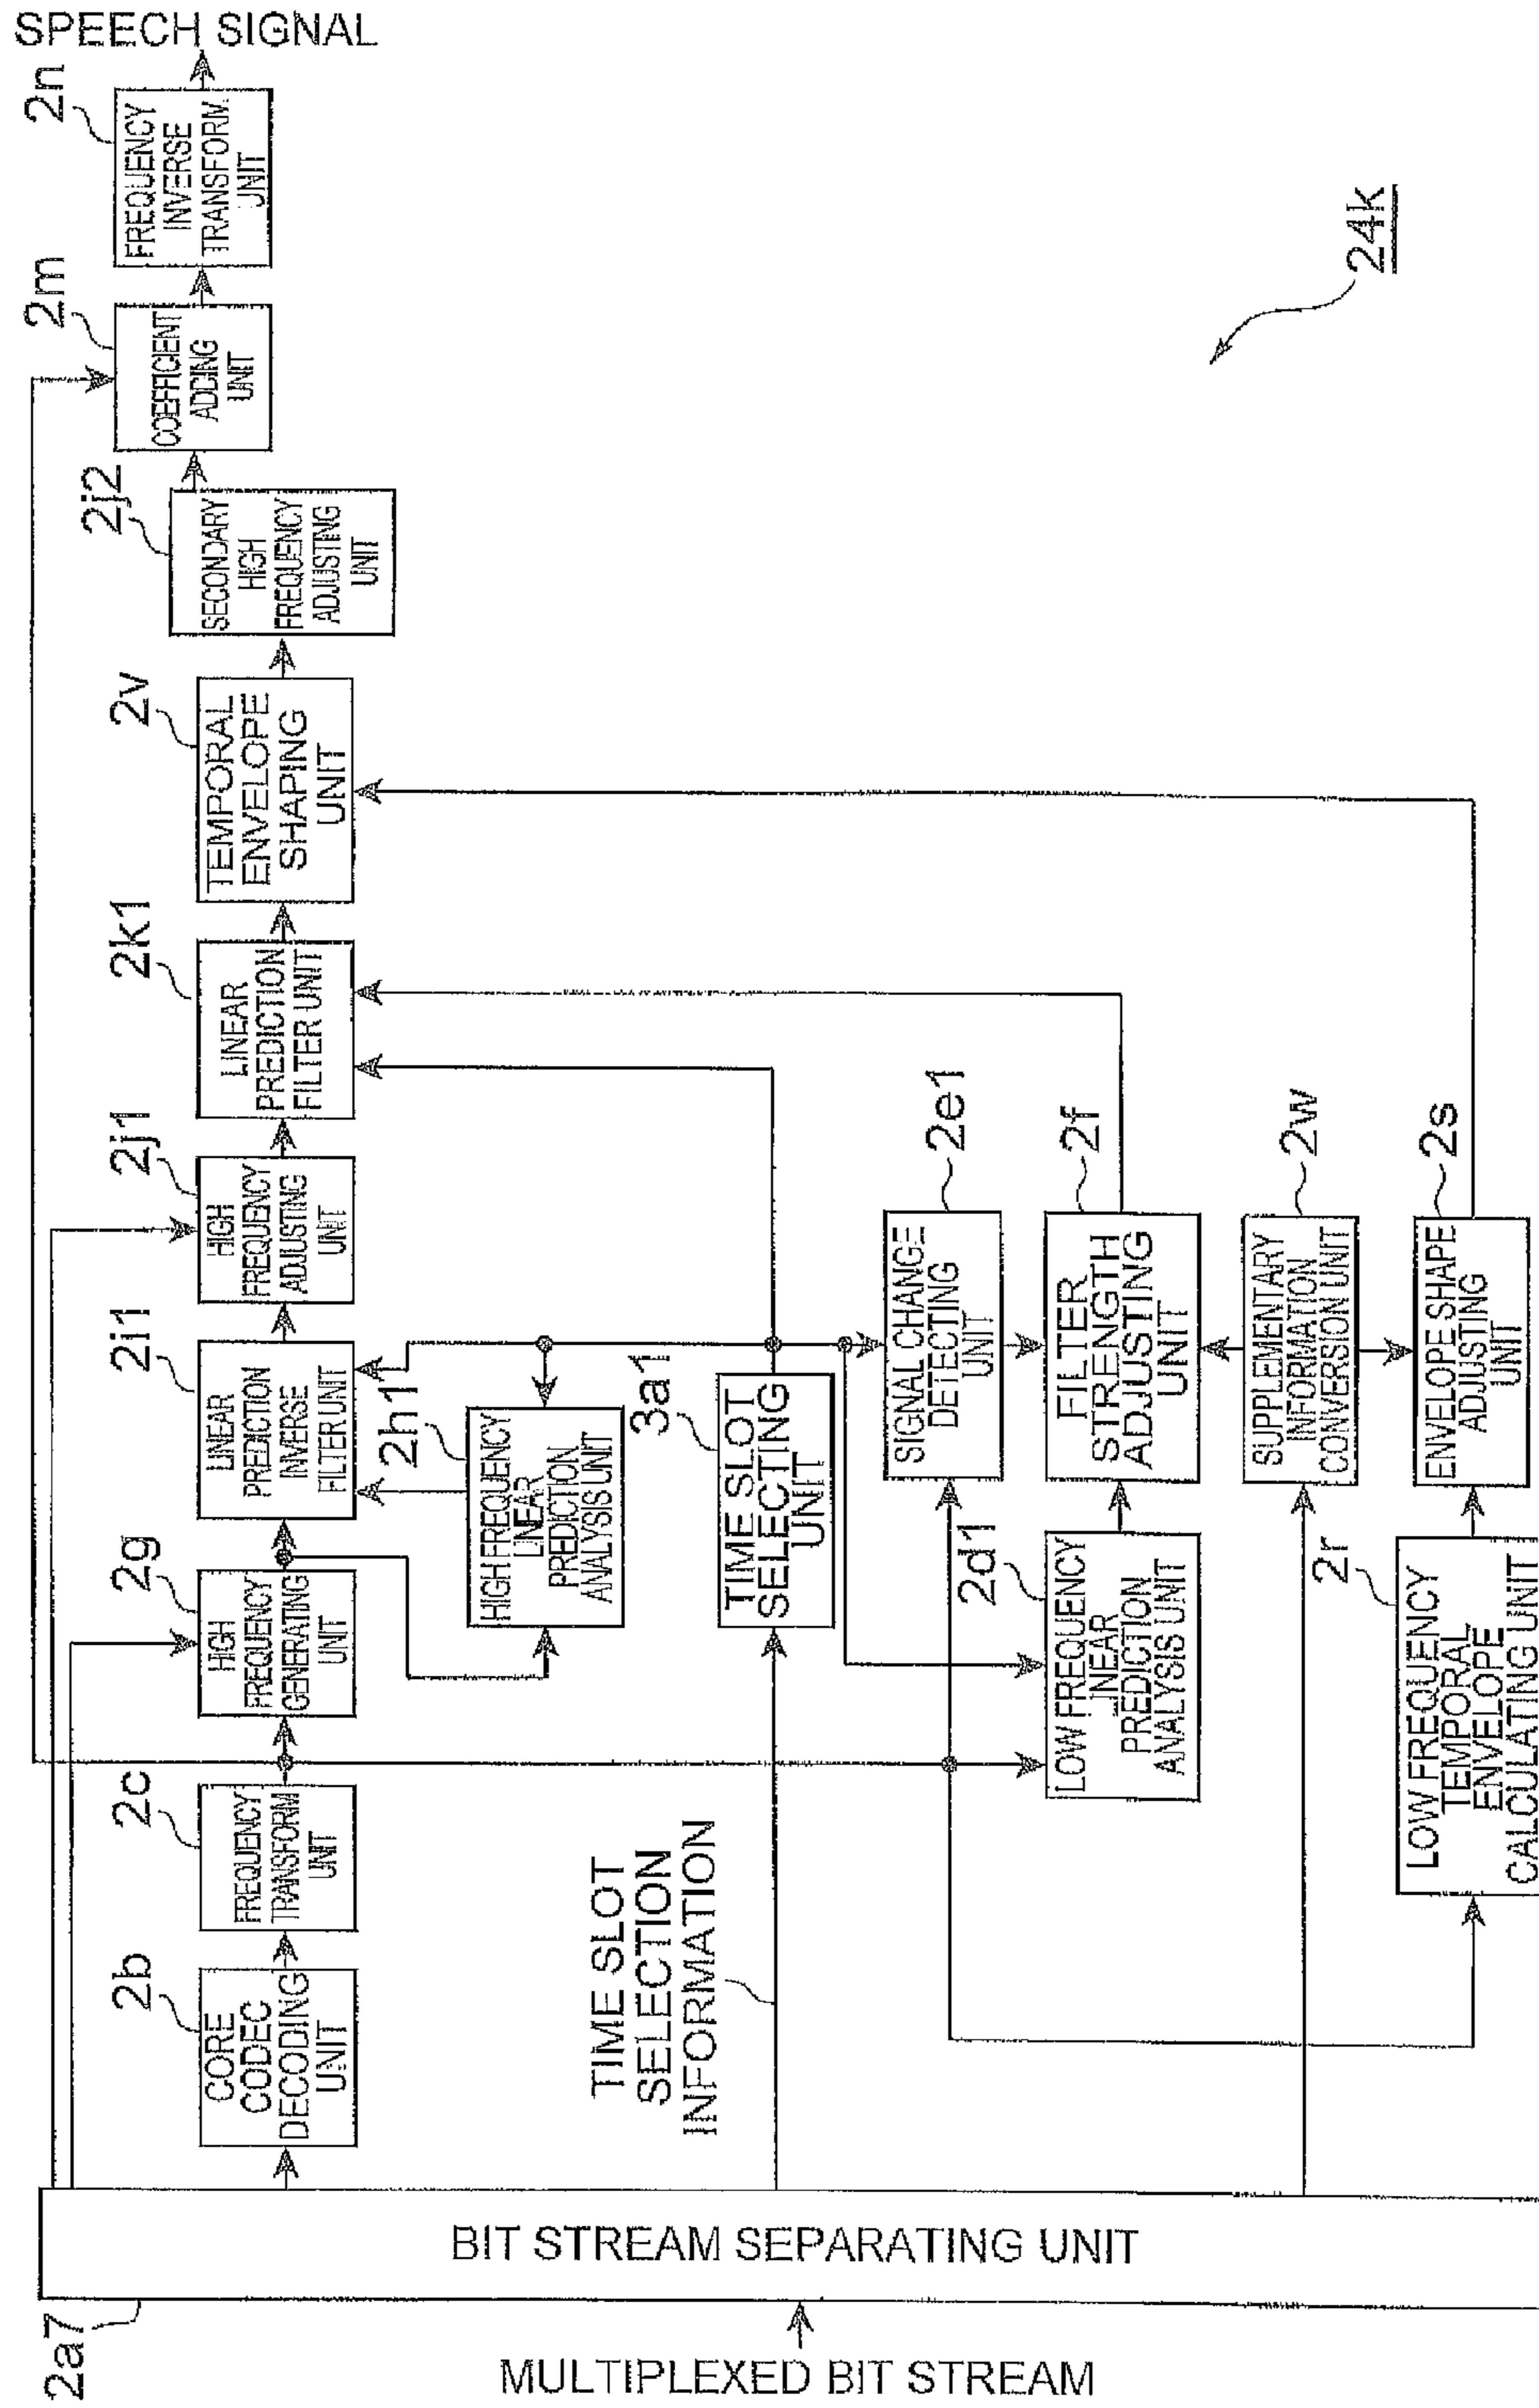 MULTIPLEXED BIT STREAM
2a7
BIT STREAM SEPARATING UNIT
2b
CORE
CODEC
DECODING
UNIT
2c
FREQUENCY
TRANSFORM
UNIT
2g
HIGH
FREQUENCY
GENERATING
UNIT
2i1
LINEAR
PREDICTION
INVERSE
FILTER UNIT
2j1
HIGH
FREQUENCY
ADJUSTING
UNIT
2k1
LINEAR
PREDICTION
FILTER UNIT
2v
TEMPORAL
ENVELOPE
SHAPING
UNIT
2j2
SECONDARY
HIGH
FREQUENCY
ADJUSTING
UNIT
2m
COEFFICIENT
ADDING
UNIT
2n
FREQUENCY
INVERSE
TRANSFORM
UNIT
SPEECH SIGNAL
2h1
HIGH FREQUENCY
LINEAR
PREDICTION
ANALYSIS UNIT
TIME SLOT
SELECTION
INFORMATION
3a1
TIME SLOT
SELECTING
UNIT
2e1
SIGNAL CHANGE
DETECTING
UNIT
2d1
LOW FREQUENCY
LINEAR
PREDICTION
ANALYSIS UNIT
2f
FILTER
STRENGTH
ADJUSTING
UNIT
2w
SUPPLEMENTARY
INFORMATION
CONVERSION UNIT
2r
LOW FREQUENCY
TEMPORAL
ENVELOPE
CALCULATING UNIT
2s
ENVELOPE SHAPE
ADJUSTING
UNIT
24k